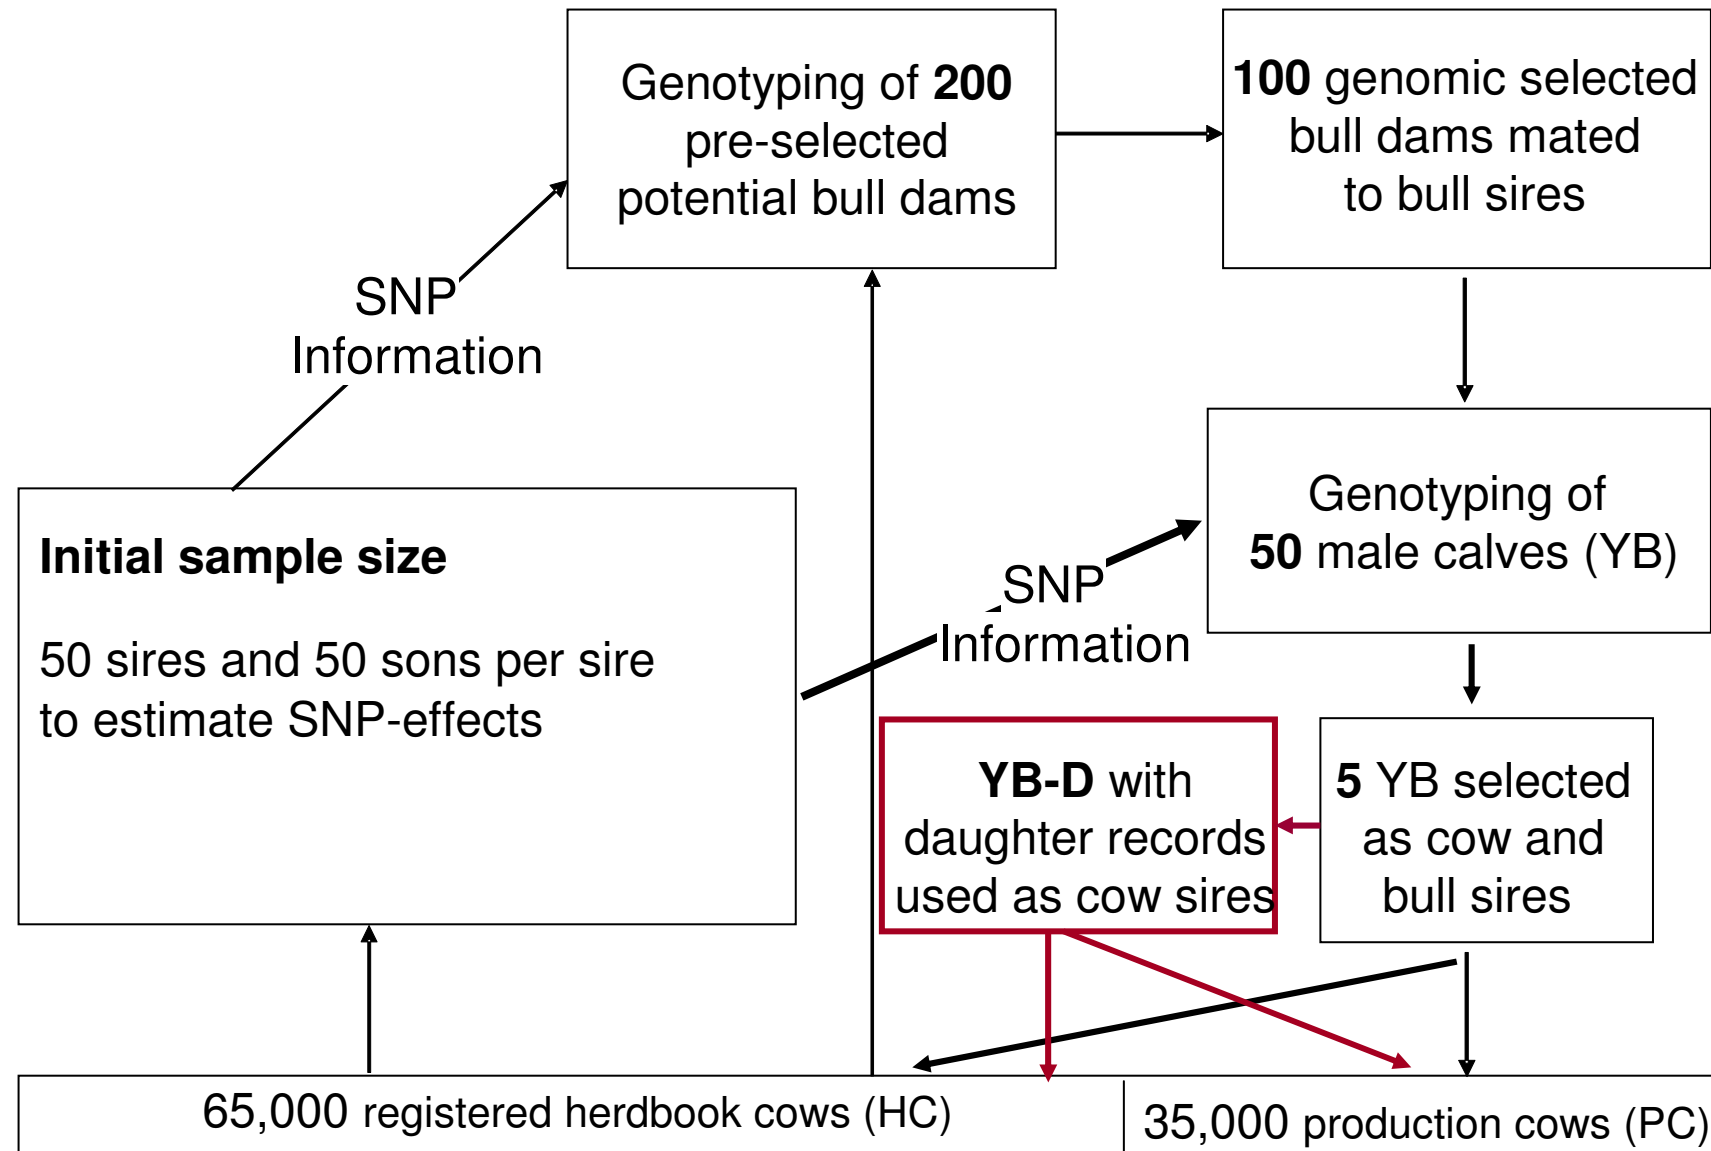 Genotyping of 200
pre-selected
potential bull dams
100 genomic selected
bull dams mated
to bull sires
SNP
Information
Initial sample size
50 sires and 50 sons per sire
to estimate SNP-effects
SNP
Information
Genotyping of
50 male calves (YB)
YB-D with
daughter records
used as cow sires
5 YB selected
as cow and
bull sires
65,000 registered herdbook cows (HC)
35,000 production cows (PC)